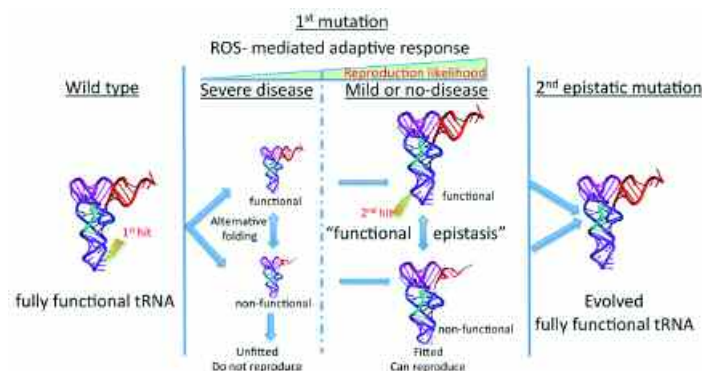 1st mutation
ROS- mediated adaptive response
Reproduction likelihood
Wild type
Severe disease
Mild or no-disease
2nd epistatic mutation
functional
functional
1st hit
2nd hit
Alternative
folding
"functional epistasis"
non-functional
non-functional
fully functional tRNA
Evolved
fully functional tRNA
Unfitted
Do not reproduce
Fitted
Can reproduce